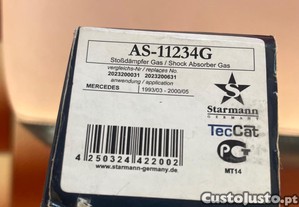 AS-11234G
Stoßdämpfer Gas / Shock Absorber Gas
vergleichs-Nr / replaces No.
2023200031 2023200631
anwendung / application
MERCEDES 1993/03 - 2000/05
Starmann
GERMANY
TecCat
MT14
4 250324 422002
www.starmann-germany.de
CustoJusto.pt